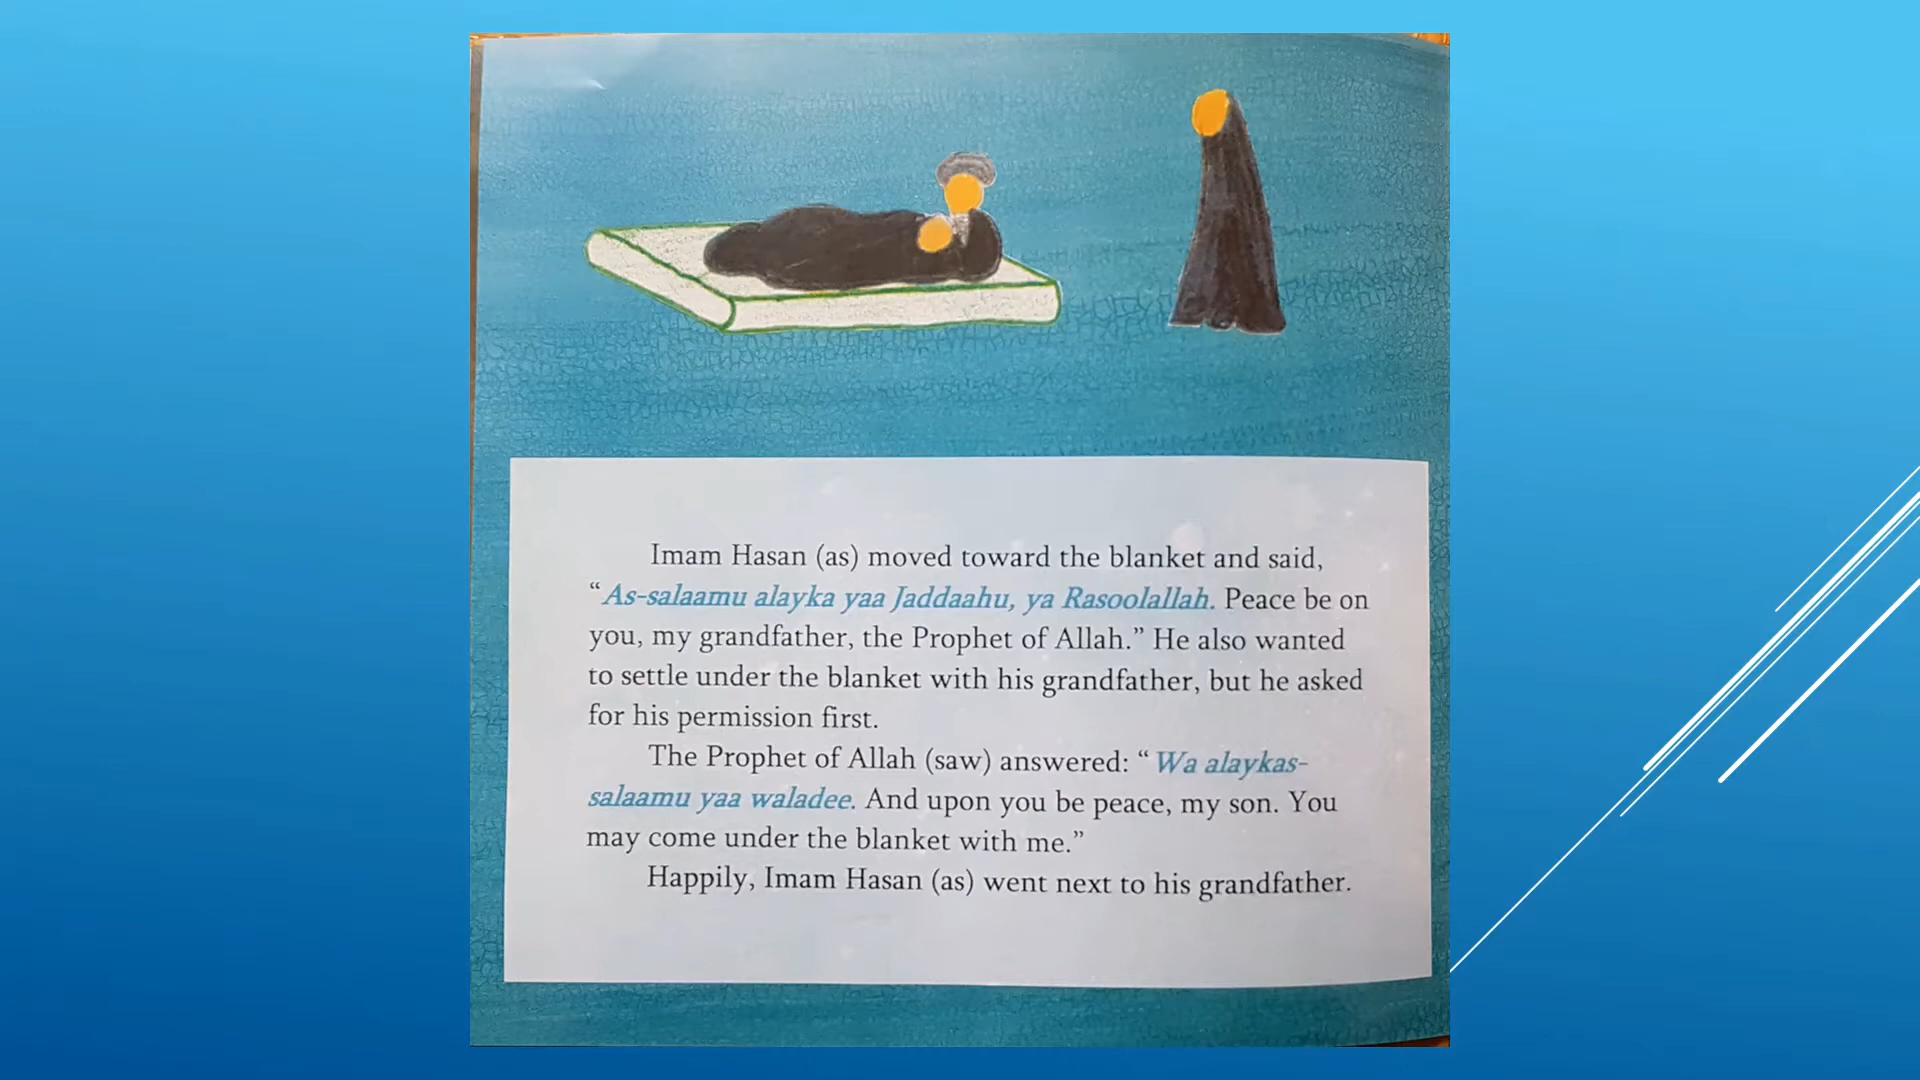 Imam Hasan (as) moved toward the blanket and said,
“As-salaamu alayka yaa Jaddaahu, ya Rasoolallah. Peace be on
you, my grandfather, the Prophet of Allah.” He also wanted
to settle under the blanket with his grandfather, but he asked
for his permission first.
The Prophet of Allah (saw) answered: “Wa alaykas-
salaamu yaa waladee. And upon you be peace, my son. You
may come under the blanket with me.”
Happily, Imam Hasan (as) went next to his grandfather.